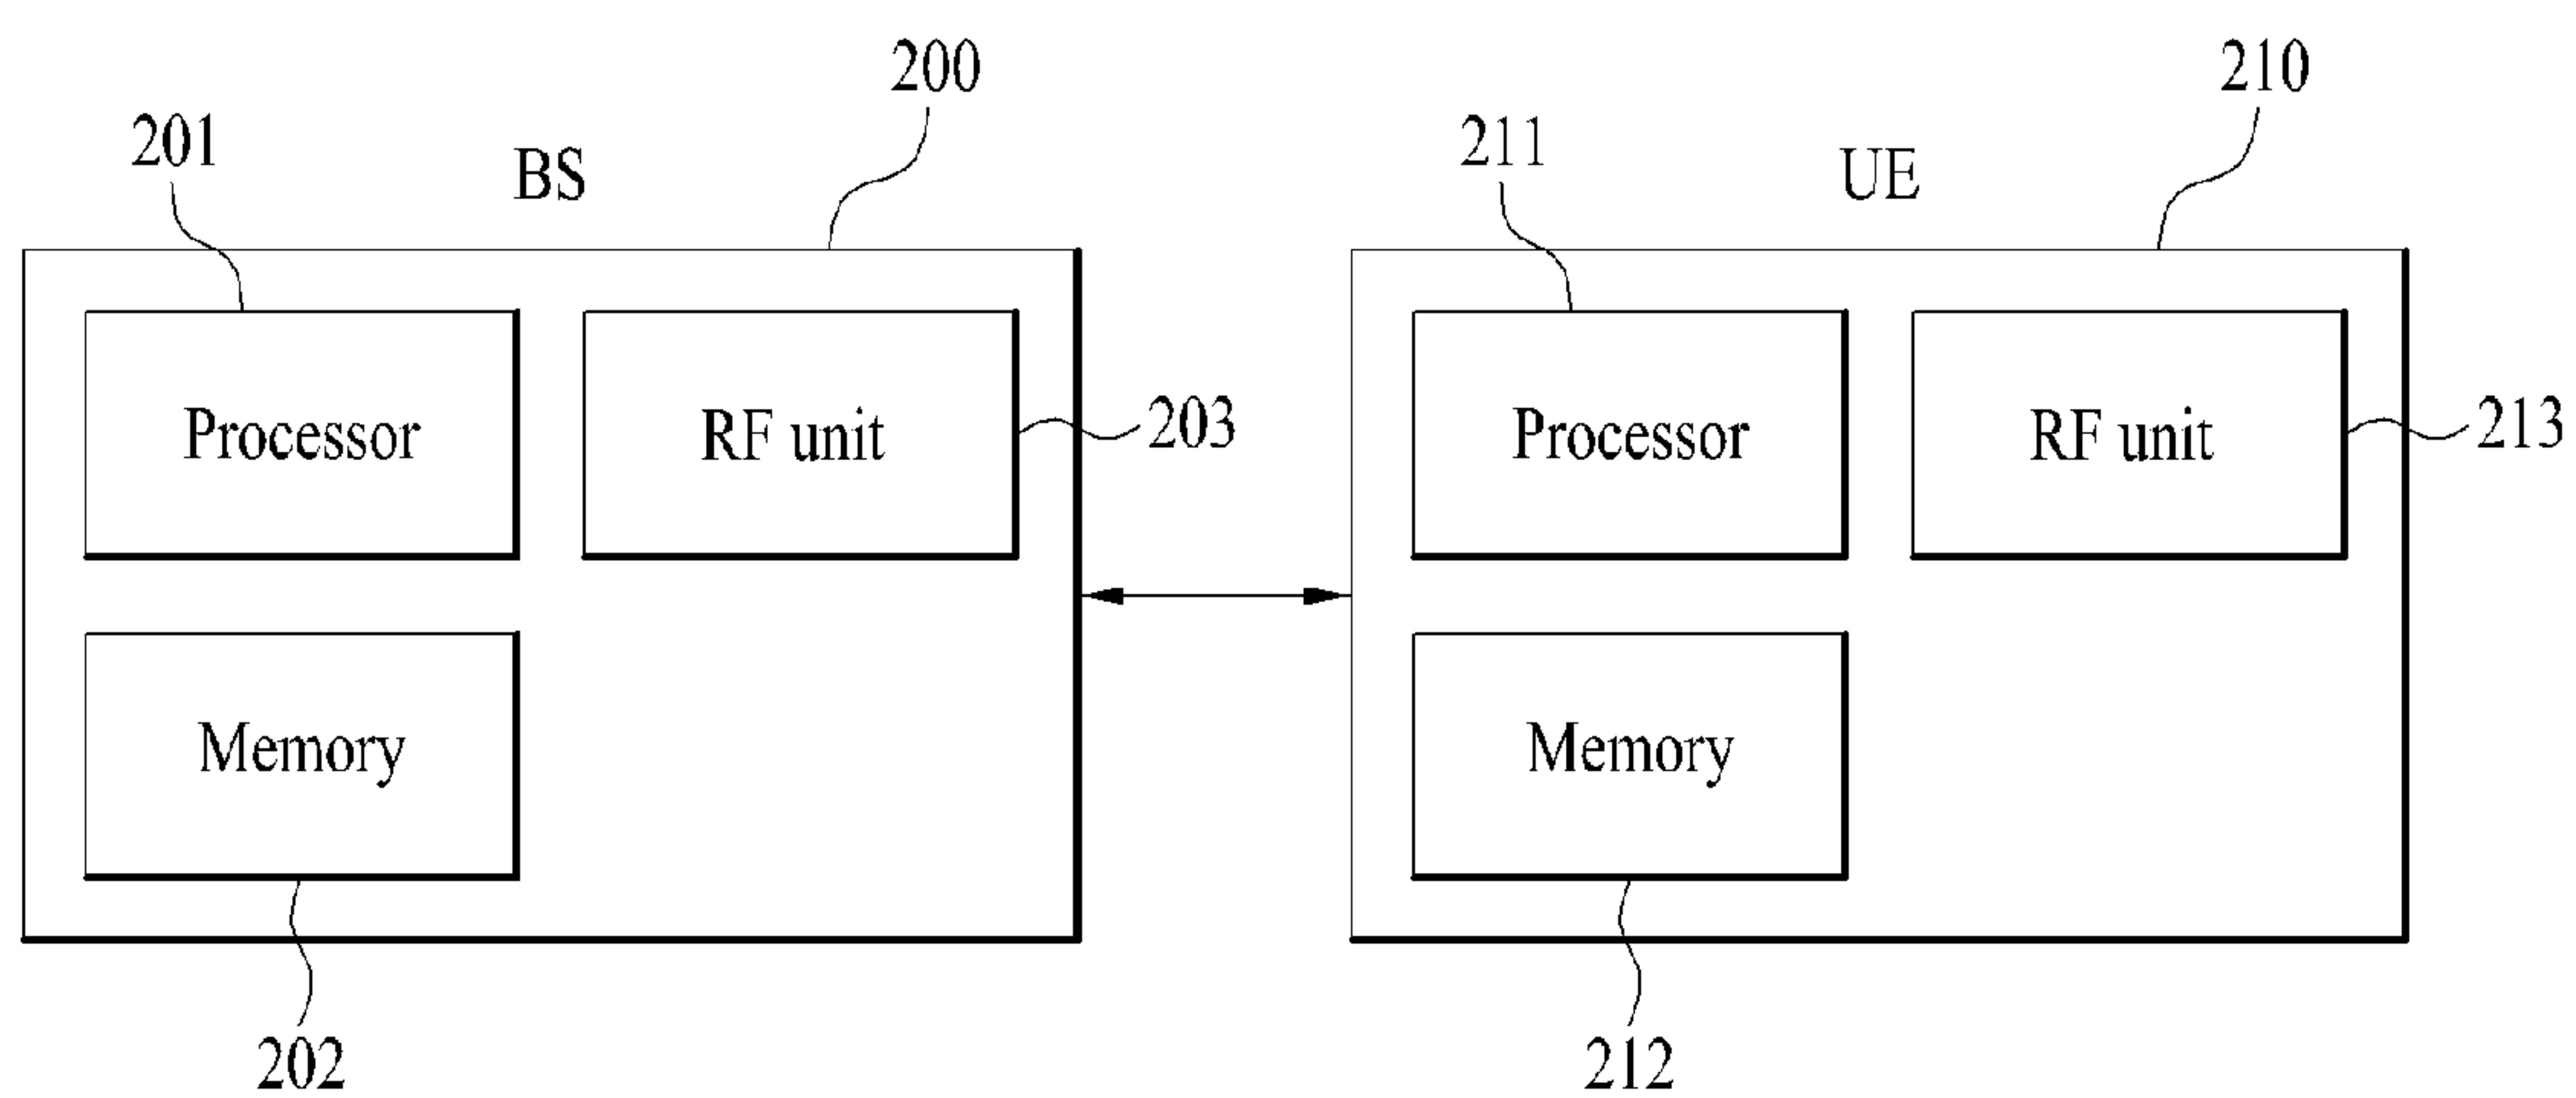 200
210
201
BS
211
UE
Processor
RF unit
203
Processor
RF unit
213
Memory
Memory
202
212